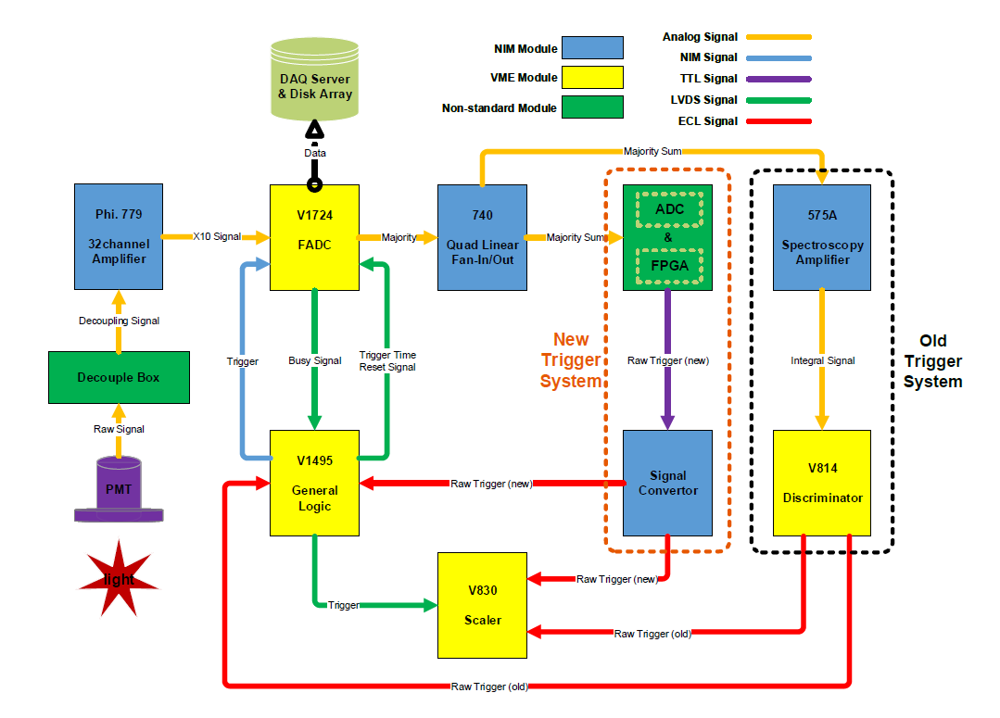 NIM Module
VME Module
Non-standard Module
Analog Signal
NIM Signal
TTL Signal
LVDS Signal
ECL Signal
DAQ Server
& Disk Array
Data
Majority Sum
Phi. 779
32channel
Amplifier
X10 Signal
V1724
FADC
Majority
740
Quad Linear
Fan-In/Out
Majority Sum
ADC
&
FPGA
575A
Spectroscopy
Amplifier
Decoupling Signal
Decouple Box
Raw Signal
PMT
light
Trigger
Busy Signal
Trigger Time
Reset Signal
New
Trigger
System
Raw Trigger (new)
Integral Signal
Old
Trigger
System
V1495
General
Logic
Raw Trigger (new)
Signal
Convertor
V814
Discriminator
V830
Scaler
Raw Trigger (new)
Trigger
Raw Trigger (old)
Raw Trigger (old)